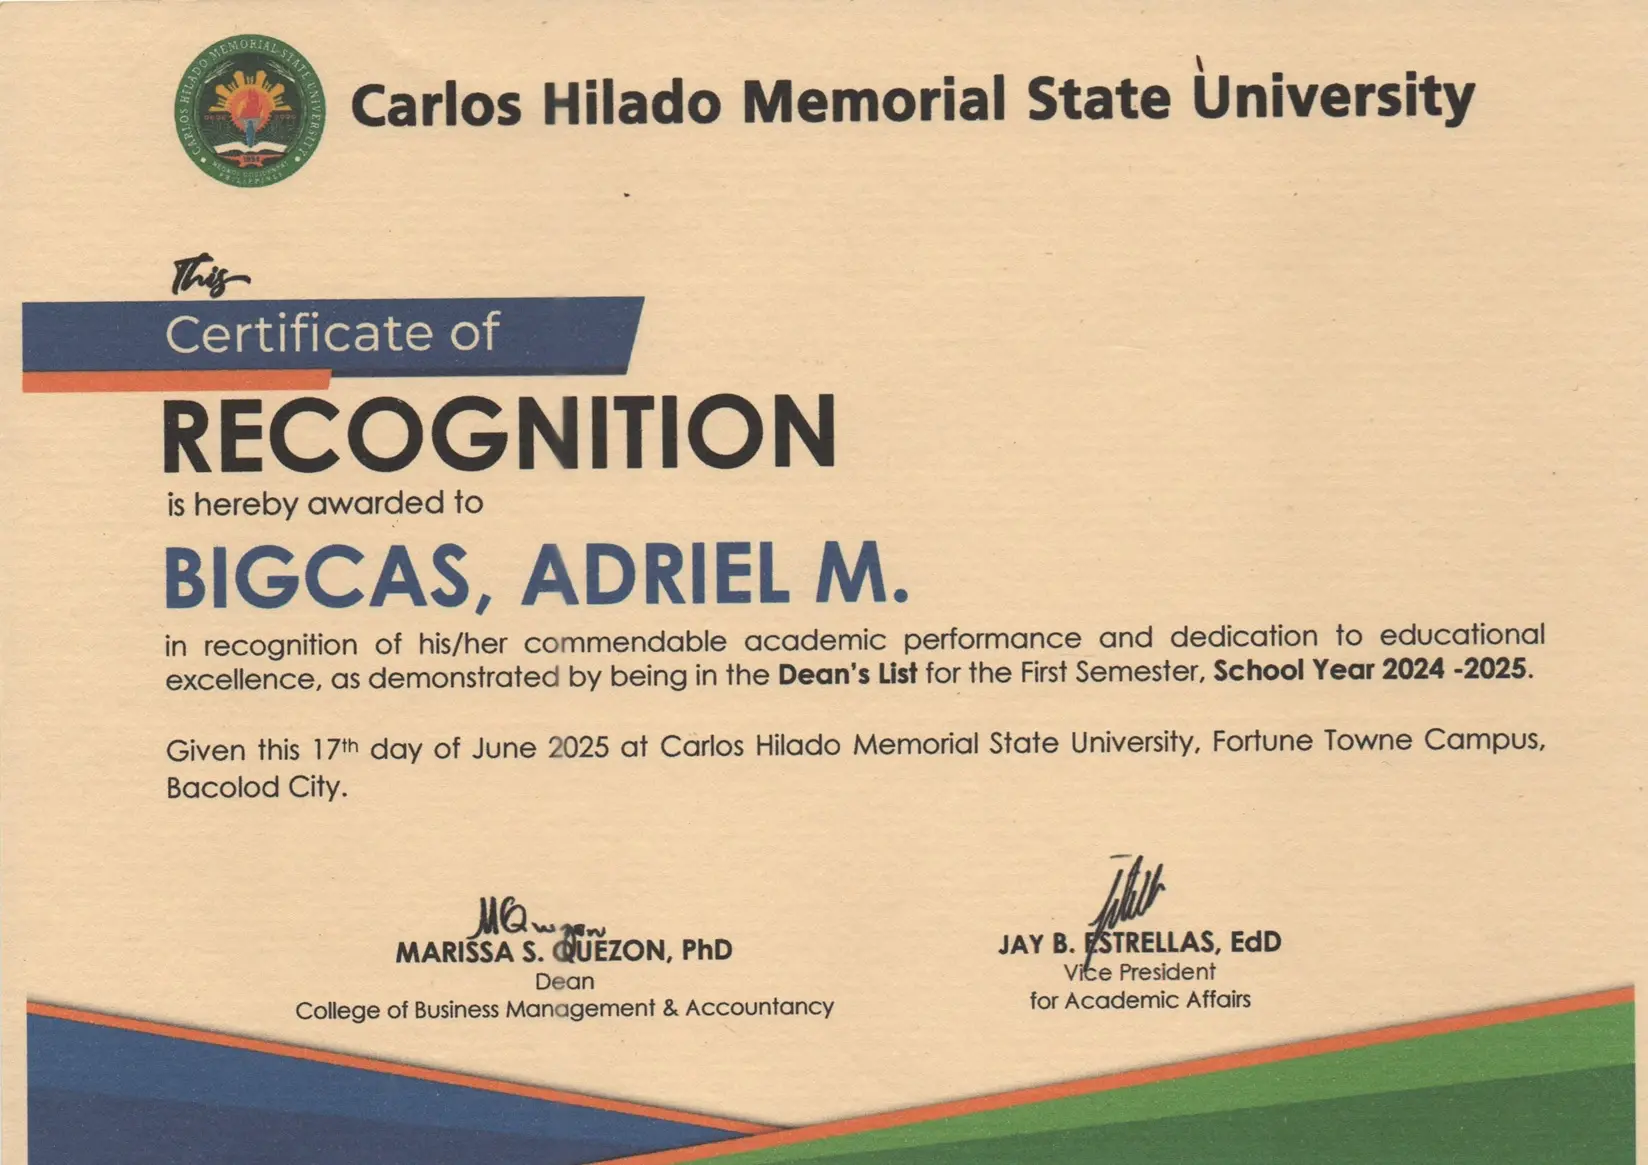 CARLOS HILADO MEMORIAL STATE UNIVERSITY
Carlos Hilado Memorial State University
This
Certificate of
RECOGNITION
is hereby awarded to
BIGCAS, ADRIEL M.
in recognition of his/her commendable academic performance and dedication to educational
excellence, as demonstrated by being in the Dean's List for the First Semester, School Year 2024 -2025.
Given this 17th day of June 2025 at Carlos Hilado Memorial State University, Fortune Towne Campus,
Bacolod City.
MQuezon
MARISSA S. QUEZON, PhD
Dean
College of Business Management & Accountancy
JAY B. ESTRELLAS, EdD
Vice President
for Academic Affairs